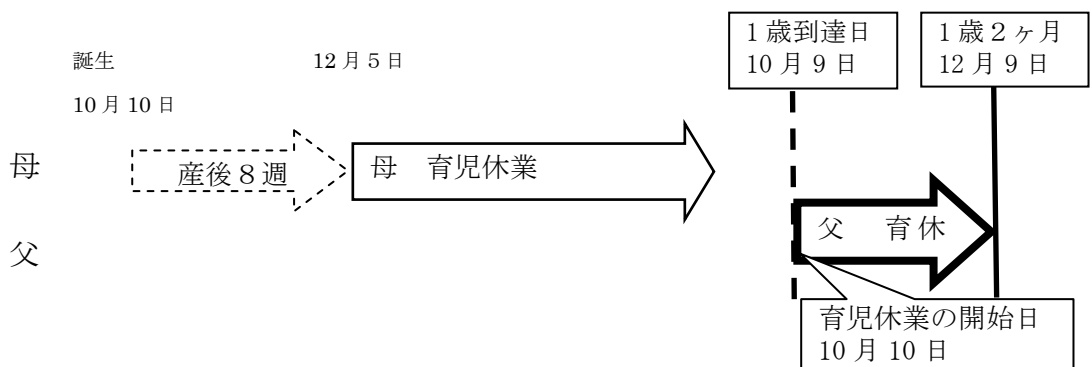 誕生
10月10日
12月5日
1歳到達日
10月9日
1歳2ヶ月
12月9日
母
産後8週
母 育児休業
父
父 育休
育児休業の開始日
10月10日